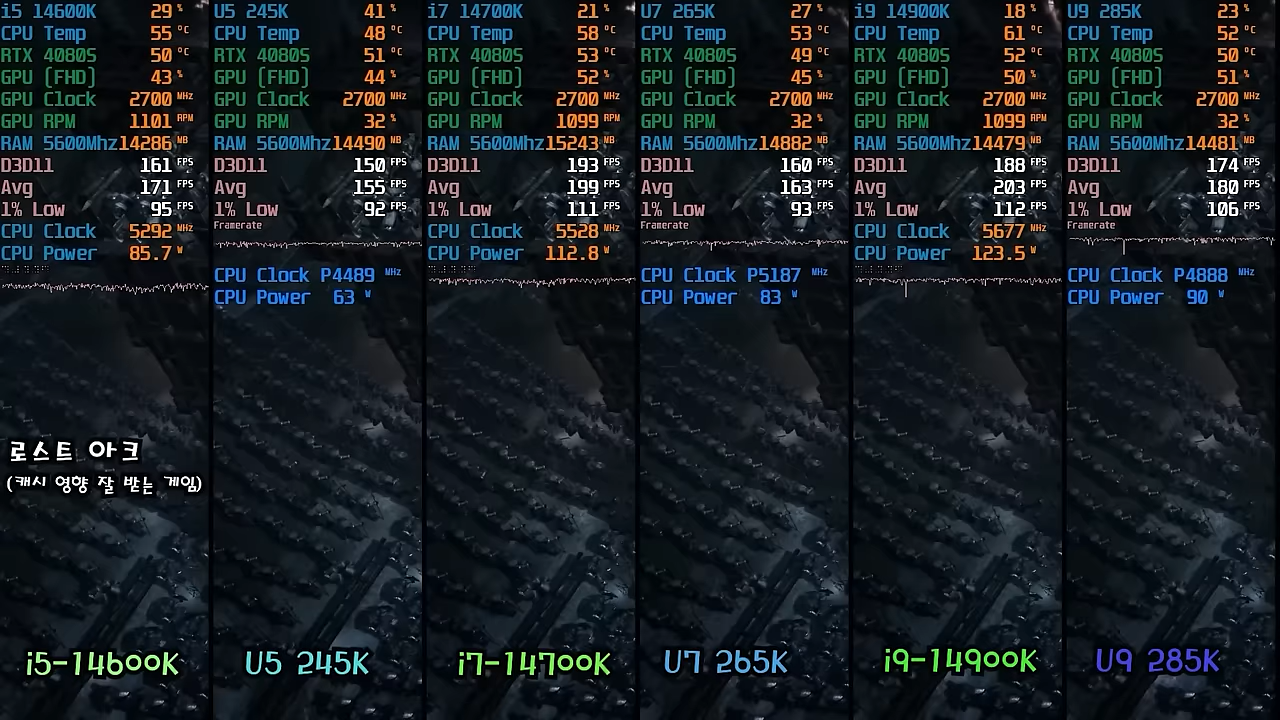 i5 14600K 29 %
CPU Temp 55 °C
RTX 4080S 50 °C
GPU (FHD) 43 %
GPU Clock 2700 MHz
GPU RPM 1101 RPM
RAM 5600Mhz 14286 MB
D3D11 161 FPS
Avg 171 FPS
1% Low 95 FPS
CPU Clock 5292 MHz
CPU Power 85.7 W
로스트 아크
(캐시 영향 잘 받는 게임)
i5-14600K
U5 245K 41 %
CPU Temp 48 °C
RTX 4080S 51 °C
GPU (FHD) 44 %
GPU Clock 2700 MHz
GPU RPM 32 %
RAM 5600Mhz 14490 MB
D3D11 150 FPS
Avg 155 FPS
1% Low 92 FPS
Framerate
CPU Clock P4489 MHz
CPU Power 63 W
U5 245K
i7 14700K 21 %
CPU Temp 58 °C
RTX 4080S 53 °C
GPU (FHD) 52 %
GPU Clock 2700 MHz
GPU RPM 1099 RPM
RAM 5600Mhz 15243 MB
D3D11 193 FPS
Avg 199 FPS
1% Low 111 FPS
CPU Clock 5528 MHz
CPU Power 112.8 W
i7-14700K
U7 265K 27 %
CPU Temp 53 °C
RTX 4080S 49 °C
GPU (FHD) 45 %
GPU Clock 2700 MHz
GPU RPM 32 %
RAM 5600Mhz 14882 MB
D3D11 160 FPS
Avg 163 FPS
1% Low 93 FPS
Framerate
CPU Clock P5187 MHz
CPU Power 83 W
U7 265K
i9 14900K 18 %
CPU Temp 61 °C
RTX 4080S 52 °C
GPU (FHD) 50 %
GPU Clock 2700 MHz
GPU RPM 1099 RPM
RAM 5600Mhz 14479 MB
D3D11 188 FPS
Avg 203 FPS
1% Low 112 FPS
CPU Clock 5677 MHz
CPU Power 123.5 W
i9-14900K
U9 285K 23 %
CPU Temp 52 °C
RTX 4080S 50 °C
GPU (FHD) 51 %
GPU Clock 2700 MHz
GPU RPM 32 %
RAM 5600Mhz 14481 MB
D3D11 174 FPS
Avg 180 FPS
1% Low 106 FPS
Framerate
CPU Clock P4888 MHz
CPU Power 90 W
U9 285K